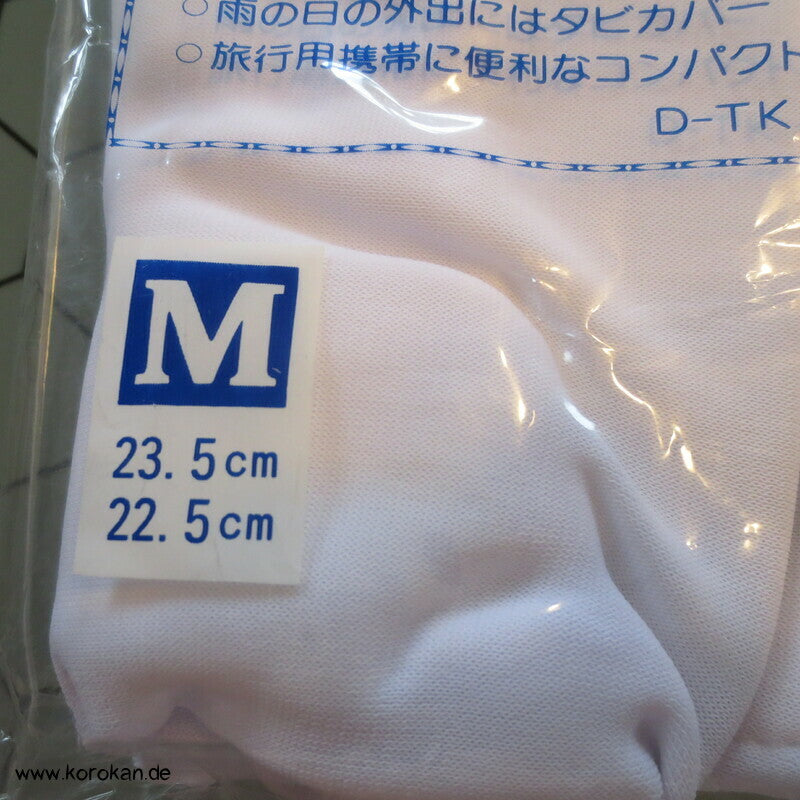 ○雨の日の外出にはタビカバー
○旅行用携帯に便利なコンパクト
D-TK
M
23.5cm
22.5cm
www.korokan.de